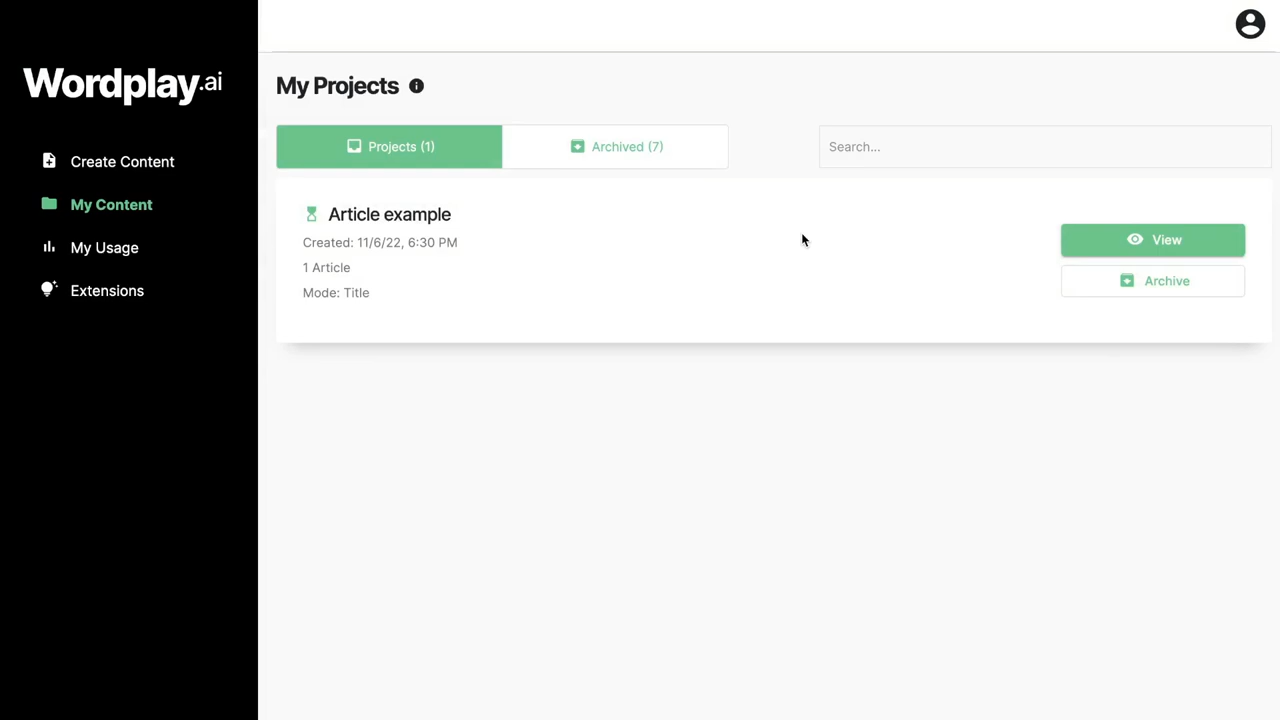 Wordplay.ai
Create Content
My Content
My Usage
Extensions
My Projects
Projects (1)
Archived (7)
Search...
Article example
Created: 11/6/22, 6:30 PM
1 Article
Mode: Title
View
Archive